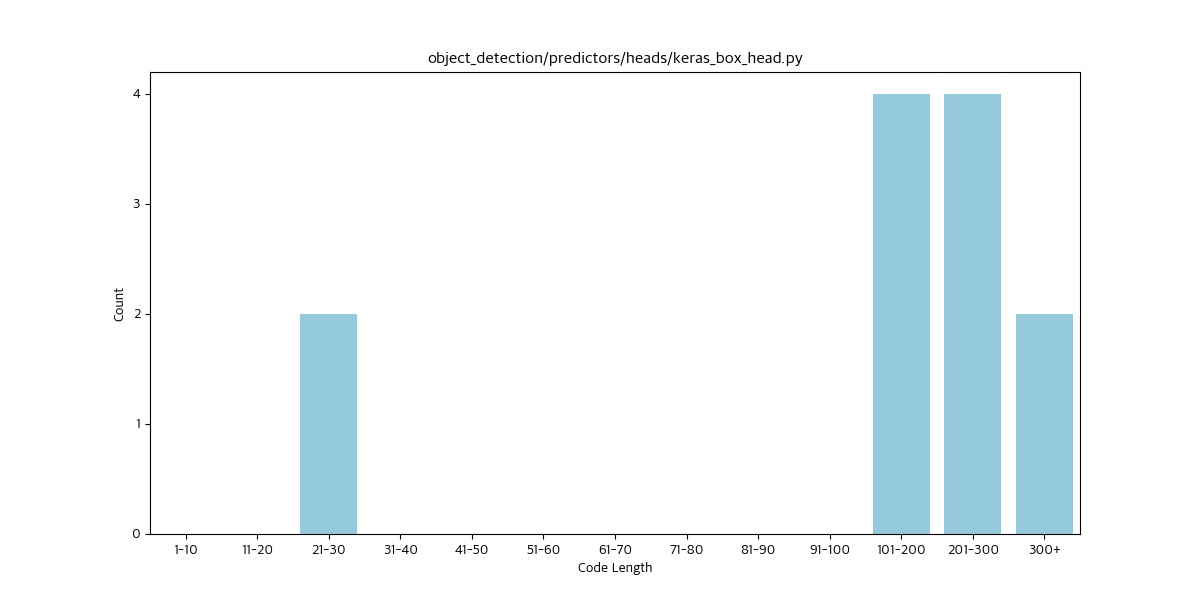 object_detection/predictors/heads/keras_box_head.py
4
3
2
1
0
Count
1-10 11-20 21-30 31-40 41-50 51-60 61-70 71-80 81-90 91-100 101-200 201-300 300+
Code Length